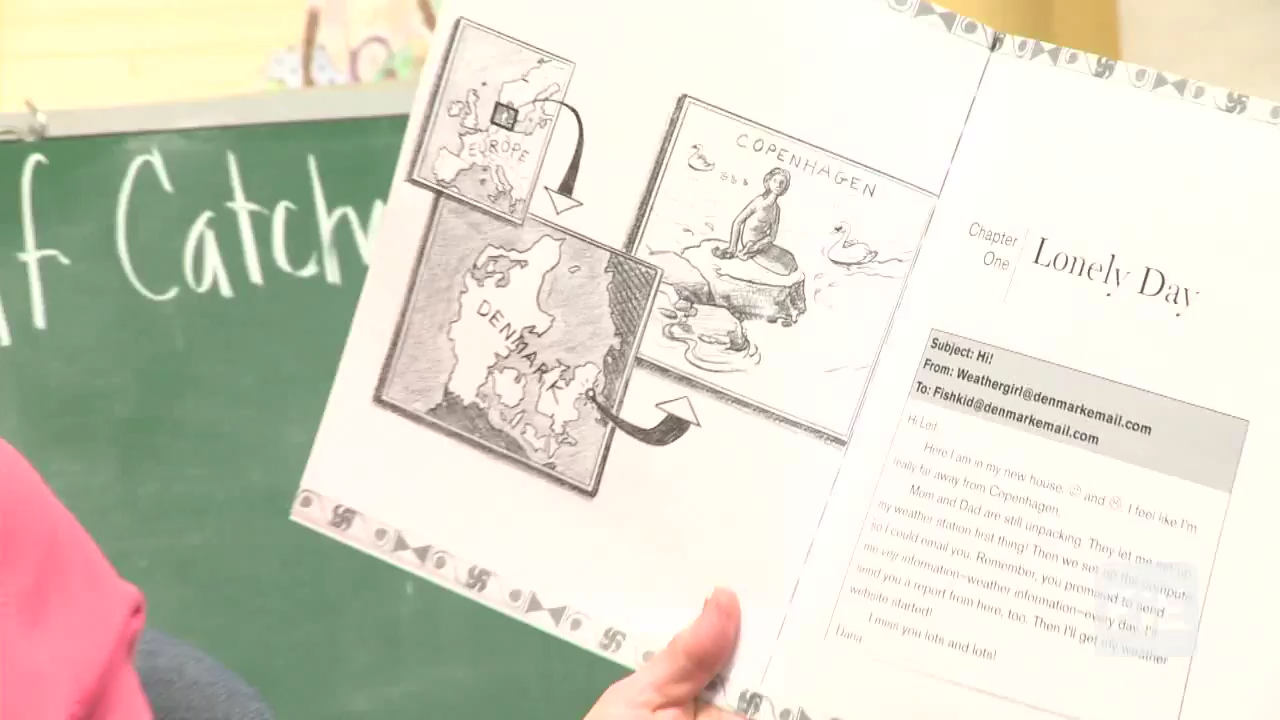 f Catch
EUROPE
DENMARK
COPENHAGEN
Chapter
One
Lonely Day
Subject: Hi!
From: Weathergirl@denmarkemail.com
To: Fishkid@denmarkemail.com
Hi Leif,
Here I am in my new house. and . I feel like I'm
really far away from Copenhagen.
Mom and Dad are still unpacking. They let me set up
my weather station first thing! Then we set up the computer
so I could email you. Remember, you promised to send
me vejr information–weather information–every day. I'll
send you a report from here, too. Then I'll get my weather
website started!
I miss you lots and lots!
Dana